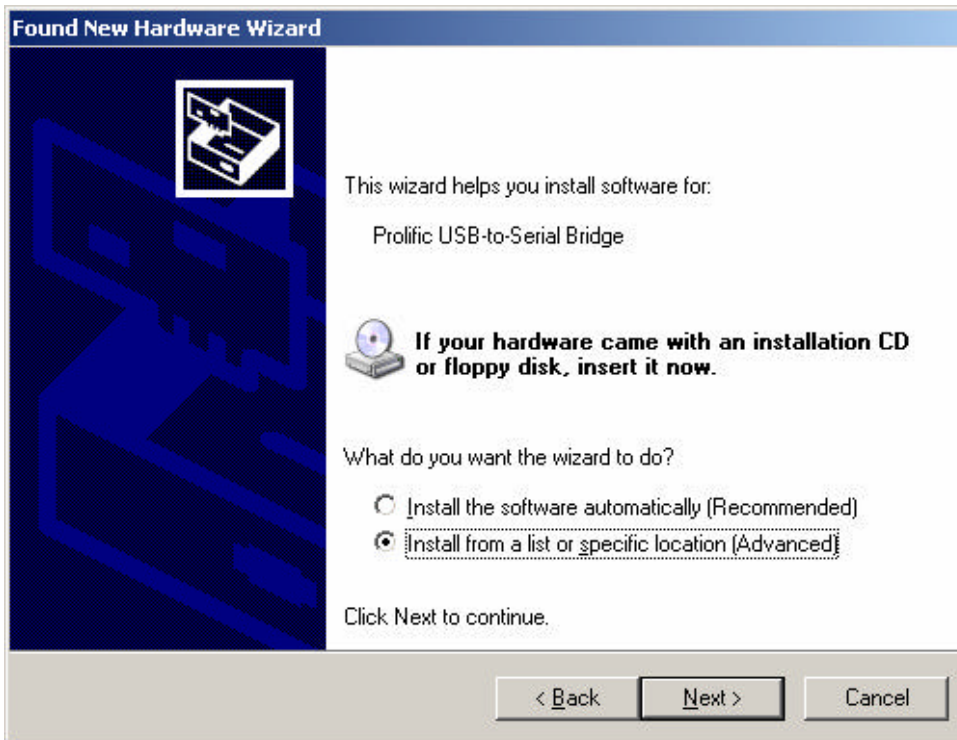 Found New Hardware Wizard
This wizard helps you install software for:
Prolific USB-to-Serial Bridge
If your hardware came with an installation CD
or floppy disk, insert it now.
What do you want the wizard to do?
Install the software automatically (Recommended)
Install from a list or specific location (Advanced)
Click Next to continue.
< Back
Next >
Cancel